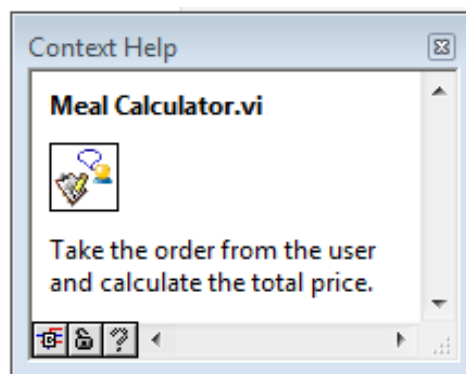 Context Help
Meal Calculator.vi
Take the order from the user
and calculate the total price.
?